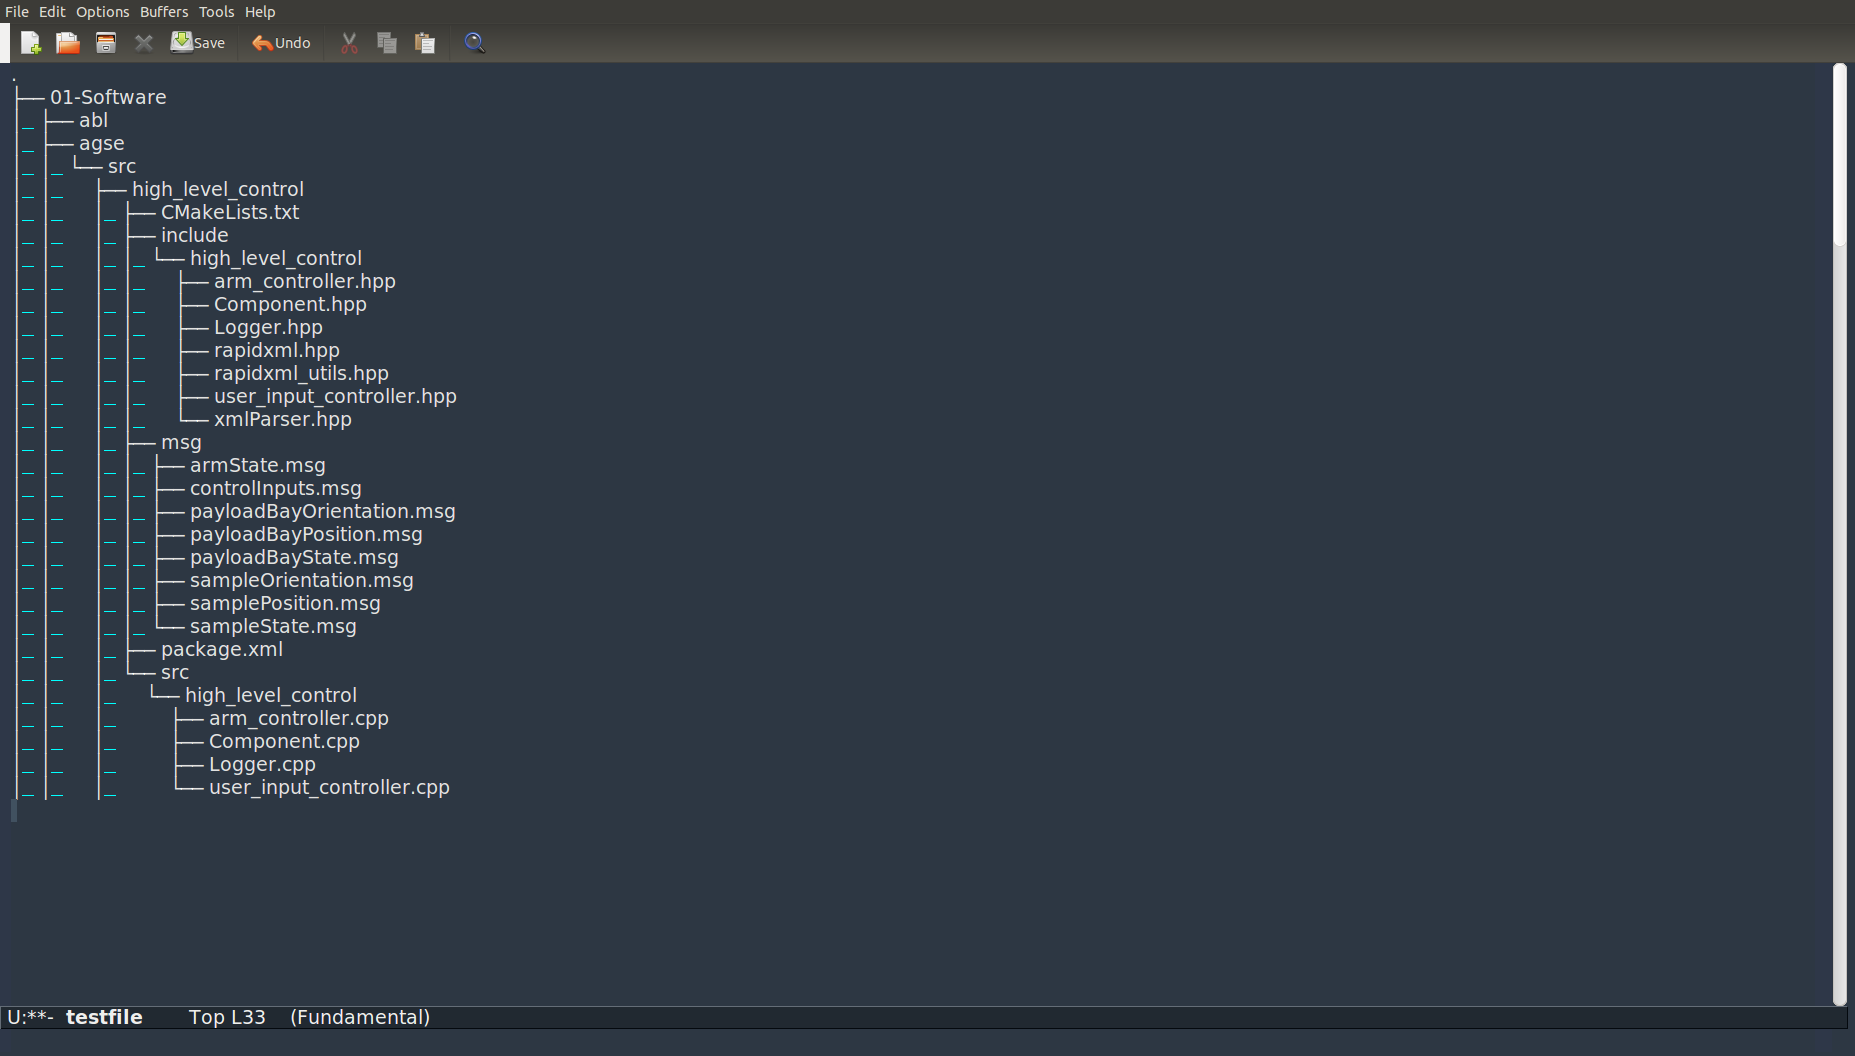 File Edit Options Buffers Tools Help
Save Undo
.
├── 01-Software
│_ ├── abl
│_ ├── agse
│_ │_ └── src
│_ │_     ├── high_level_control
│_ │_     │_ ├── CMakeLists.txt
│_ │_     │_ ├── include
│_ │_     │_ │_ └── high_level_control
│_ │_     │_ │_     ├── arm_controller.hpp
│_ │_     │_ │_     ├── Component.hpp
│_ │_     │_ │_     ├── Logger.hpp
│_ │_     │_ │_     ├── rapidxml.hpp
│_ │_     │_ │_     ├── rapidxml_utils.hpp
│_ │_     │_ │_     ├── user_input_controller.hpp
│_ │_     │_ │_     └── xmlParser.hpp
│_ │_     │_ ├── msg
│_ │_     │_ │_ ├── armState.msg
│_ │_     │_ │_ ├── controlInputs.msg
│_ │_     │_ │_ ├── payloadBayOrientation.msg
│_ │_     │_ │_ ├── payloadBayPosition.msg
│_ │_     │_ │_ ├── payloadBayState.msg
│_ │_     │_ │_ ├── sampleOrientation.msg
│_ │_     │_ │_ ├── samplePosition.msg
│_ │_     │_ │_ └── sampleState.msg
│_ │_     │_ ├── package.xml
│_ │_     │_ └── src
│_ │_     │_     └── high_level_control
│_ │_     │_         ├── arm_controller.cpp
│_ │_     │_         ├── Component.cpp
│_ │_     │_         ├── Logger.cpp
│_ │_     │_         └── user_input_controller.cpp
U:**- testfile Top L33 (Fundamental)